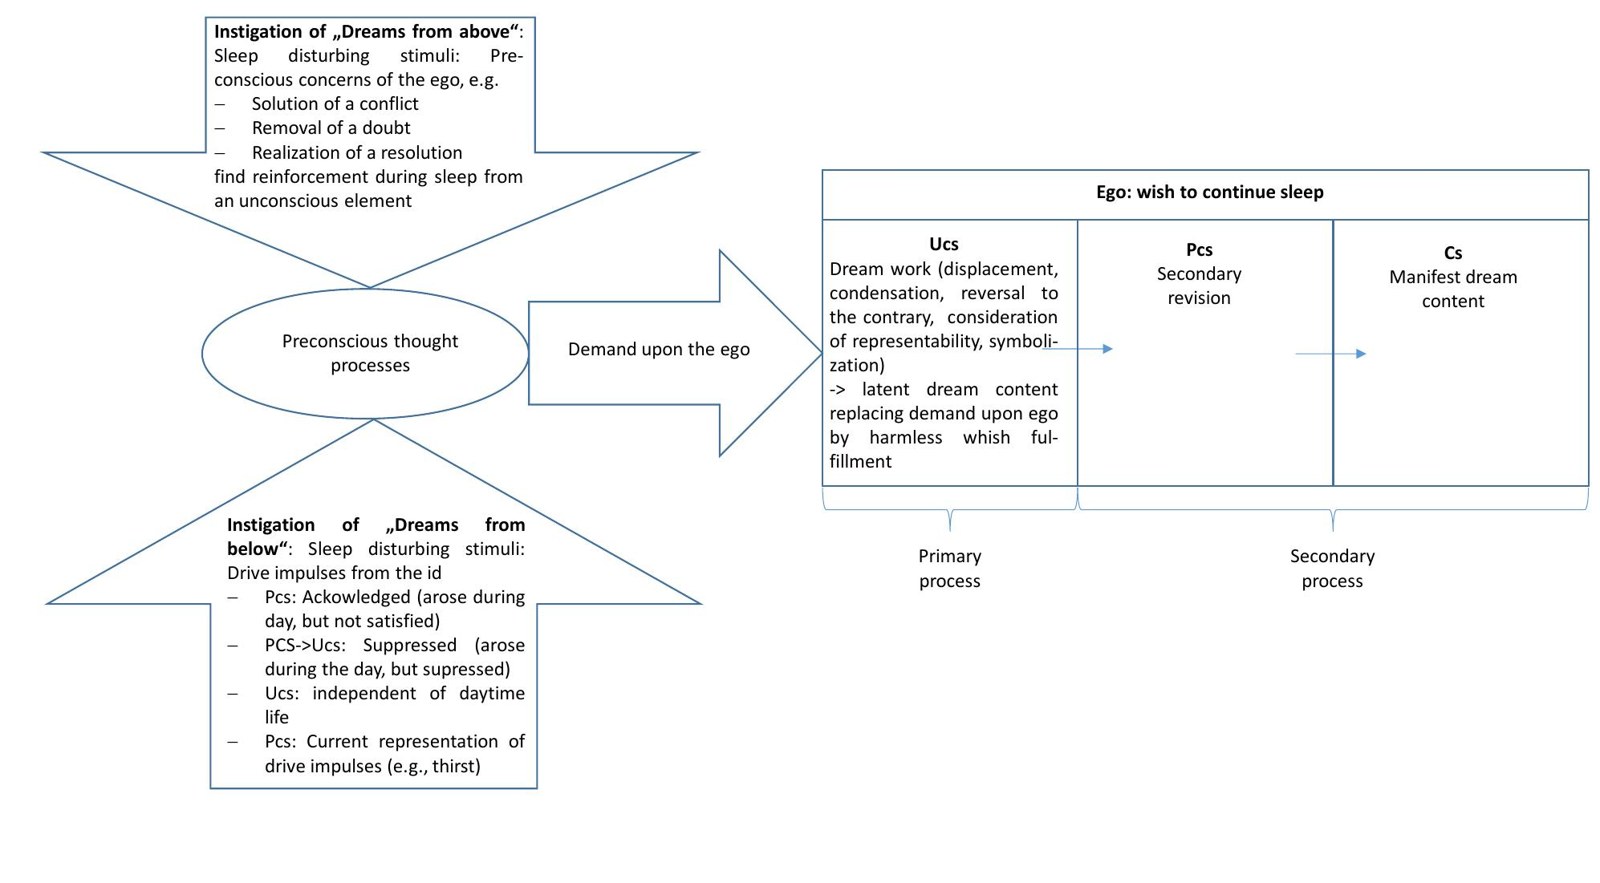 Instigation of „Dreams from above“:
Sleep disturbing stimuli: Pre-
conscious concerns of the ego, e.g.
– Solution of a conflict
– Removal of a doubt
– Realization of a resolution
find reinforcement during sleep from
an unconscious element
Preconscious thought
processes
Demand upon the ego
Instigation of „Dreams from
below“: Sleep disturbing stimuli:
Drive impulses from the id
– Pcs: Ackowledged (arose during
day, but not satisfied)
– PCS->Ucs: Suppressed (arose
during the day, but supressed)
– Ucs: independent of daytime
life
– Pcs: Current representation of
drive impulses (e.g., thirst)
Ego: wish to continue sleep
Ucs
Dream work (displacement,
condensation, reversal to
the contrary, consideration
of representability, symboli-
zation)
-> latent dream content
replacing demand upon ego
by harmless whish ful-
fillment
Pcs
Secondary
revision
Cs
Manifest dream
content
Primary
process
Secondary
process